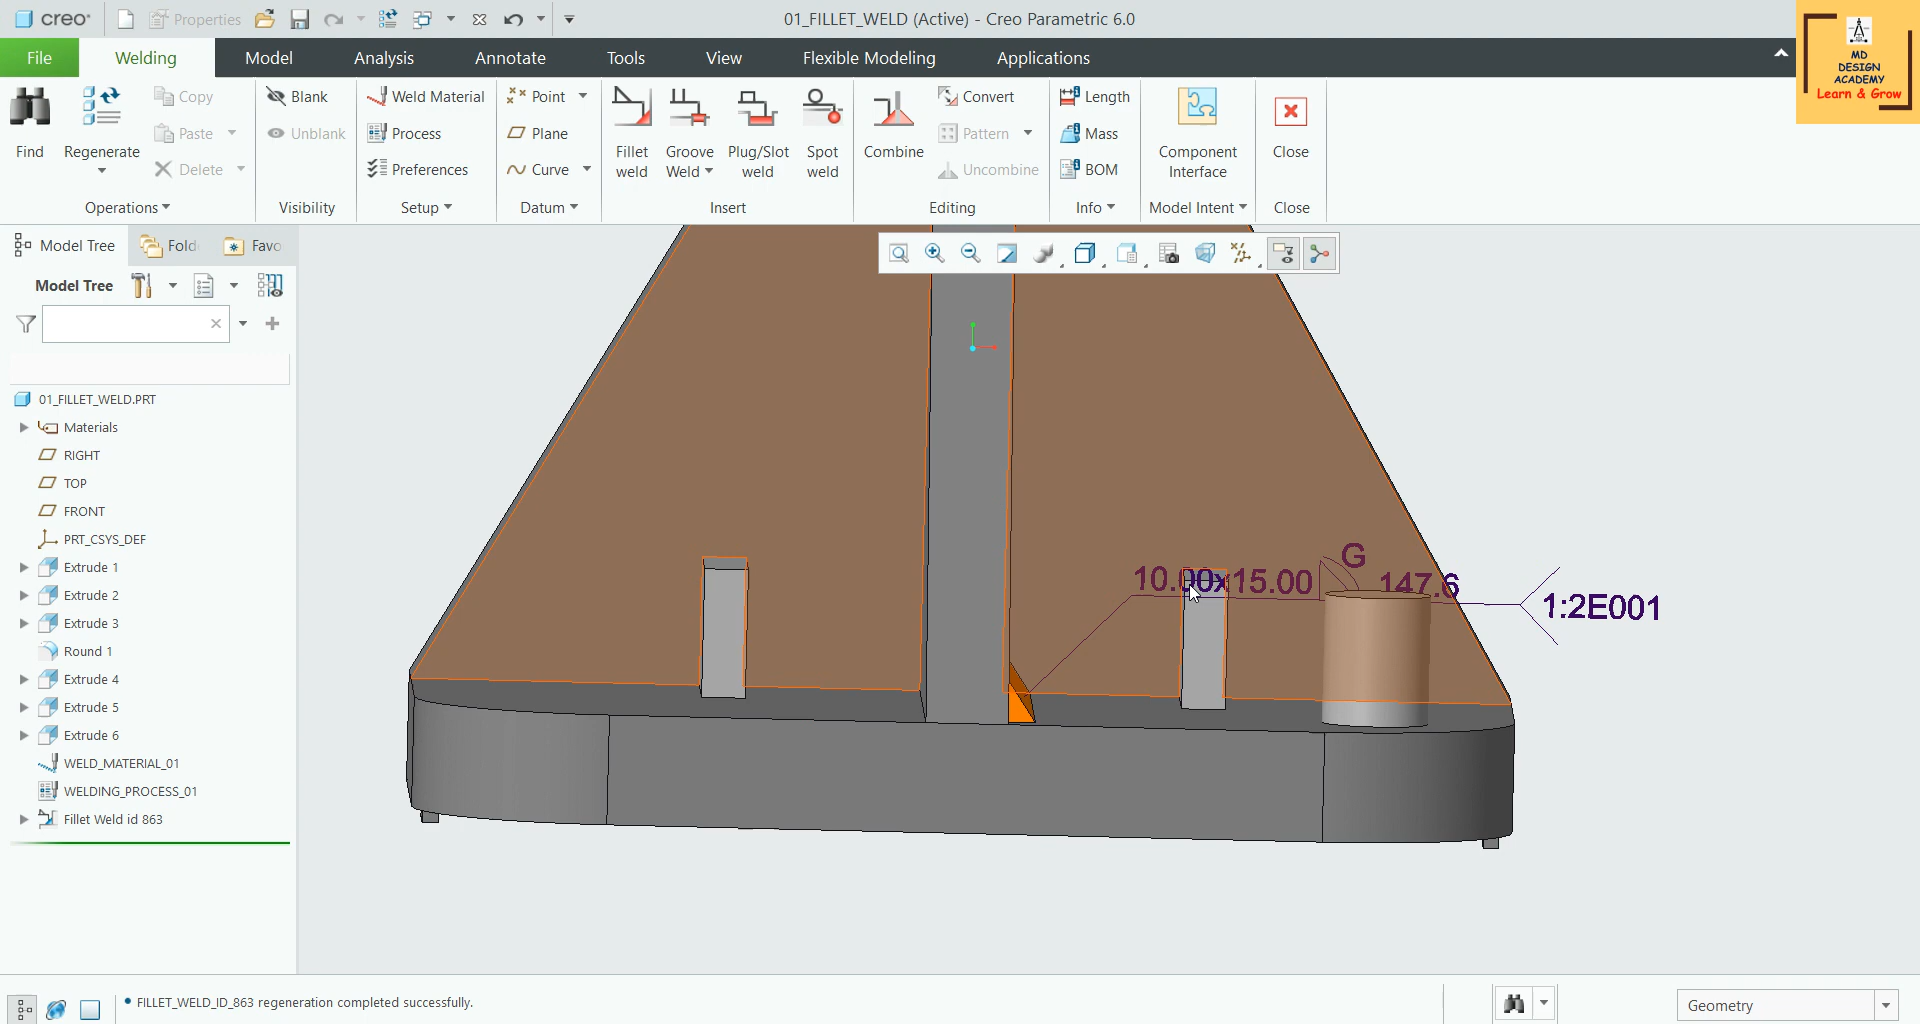 creo
Properties
01_FILLET_WELD (Active) - Creo Parametric 6.0
MD
DESIGN
ACADEMY
Learn & Grow
File
Welding
Model
Analysis
Annotate
Tools
View
Flexible Modeling
Applications
Find
Regenerate
Copy
Paste
Delete
Operations
Blank
Unblank
Visibility
Weld Material
Process
Preferences
Setup
Point
Plane
Curve
Datum
Fillet
weld
Groove
Weld
Plug/Slot
weld
Spot
weld
Insert
Combine
Convert
Pattern
Uncombine
Editing
Length
Mass
BOM
Info
Component
Interface
Model Intent
Close
Close
Model Tree
Fold
Favo
Model Tree
01_FILLET_WELD.PRT
Materials
RIGHT
TOP
FRONT
PRT_CSYS_DEF
Extrude 1
Extrude 2
Extrude 3
Round 1
Extrude 4
Extrude 5
Extrude 6
WELD_MATERIAL_01
WELDING_PROCESS_01
Fillet Weld id 863
G
10.00x15.00
147.6
1:2E001
FILLET_WELD_ID_863 regeneration completed successfully.
Geometry